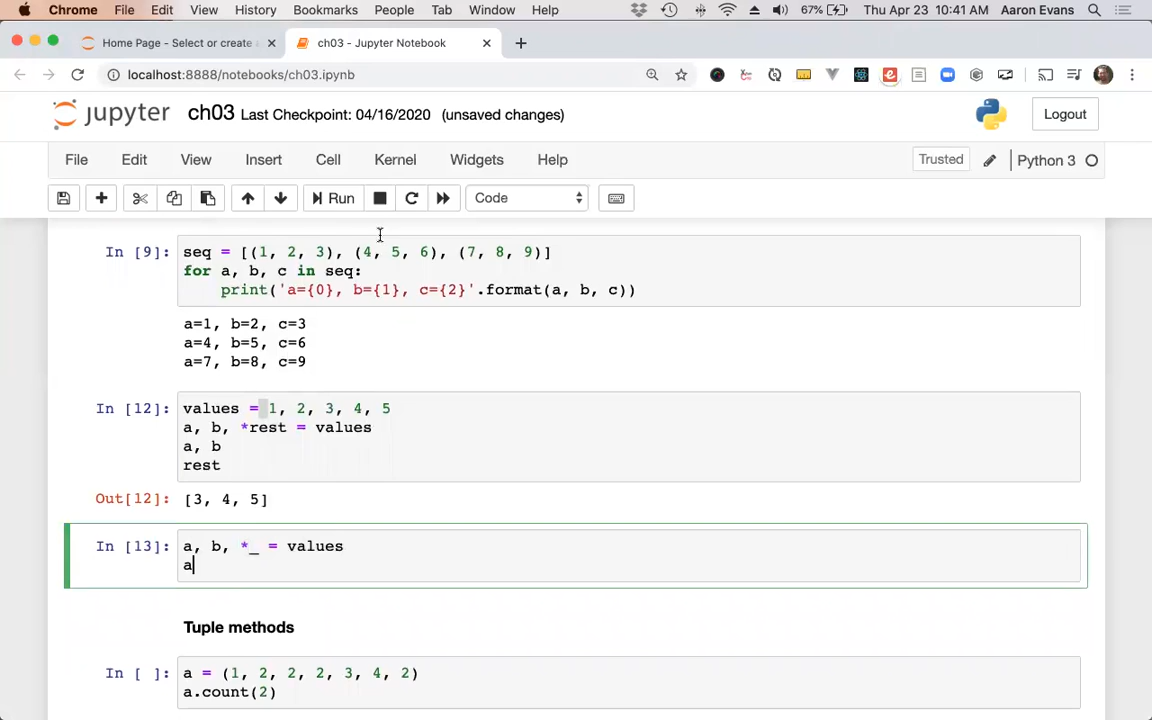 Chrome File Edit View History Bookmarks People Tab Window Help 67% Thu Apr 23 10:41 AM Aaron Evans
Home Page - Select or create a ch03 - Jupyter Notebook
localhost:8888/notebooks/ch03.ipynb
jupyter ch03 Last Checkpoint: 04/16/2020 (unsaved changes) Logout
File Edit View Insert Cell Kernel Widgets Help Trusted Python 3
Run Code
In [9]: seq = [(1, 2, 3), (4, 5, 6), (7, 8, 9)]
for a, b, c in seq:
print('a={0}, b={1}, c={2}'.format(a, b, c))
a=1, b=2, c=3
a=4, b=5, c=6
a=7, b=8, c=9
In [12]: values = 1, 2, 3, 4, 5
a, b, *rest = values
a, b
rest
Out[12]: [3, 4, 5]
In [13]: a, b, *_ = values
a
Tuple methods
In [ ]: a = (1, 2, 2, 2, 3, 4, 2)
a.count(2)